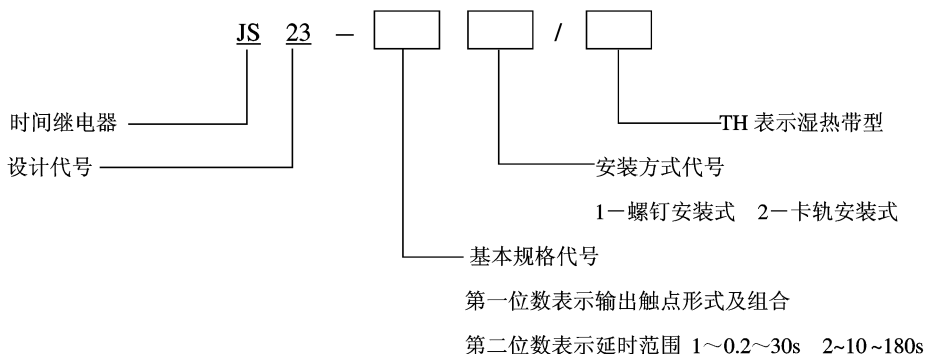 JS 23 － /
时间继电器
TH 表示湿热带型
设计代号
安装方式代号
1－螺钉安装式 2－卡轨安装式
基本规格代号
第一位数表示输出触点形式及组合
第二位数表示延时范围 1～0.2～30s 2~10~180s